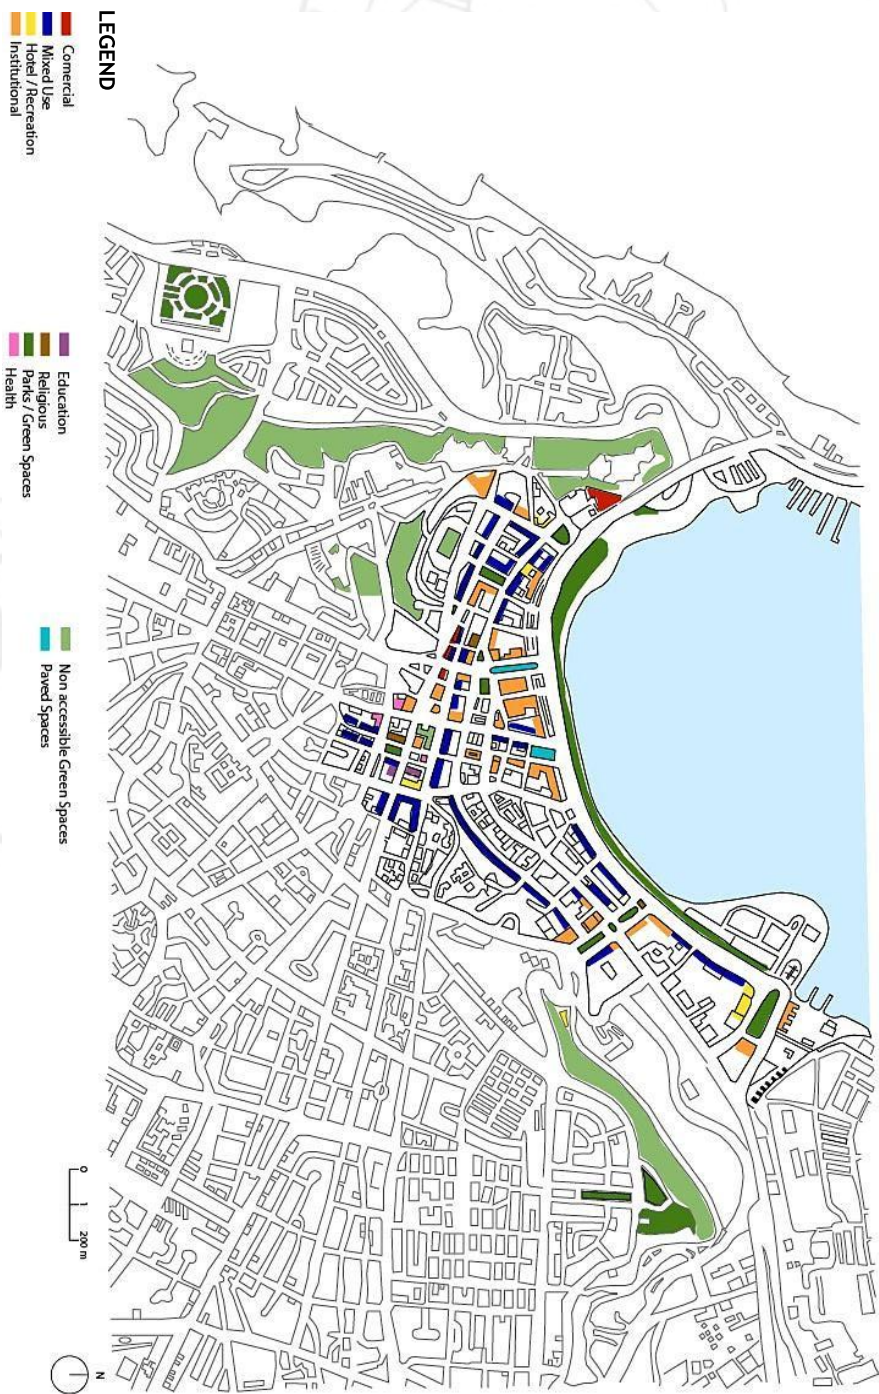 LEGEND
Comercial
Mixed Use
Hotel / Recreation
Institutional
Education
Religious
Parks / Green Spaces
Health
Non accessible Green Spaces
Paved Spaces
0 1 200 m
N